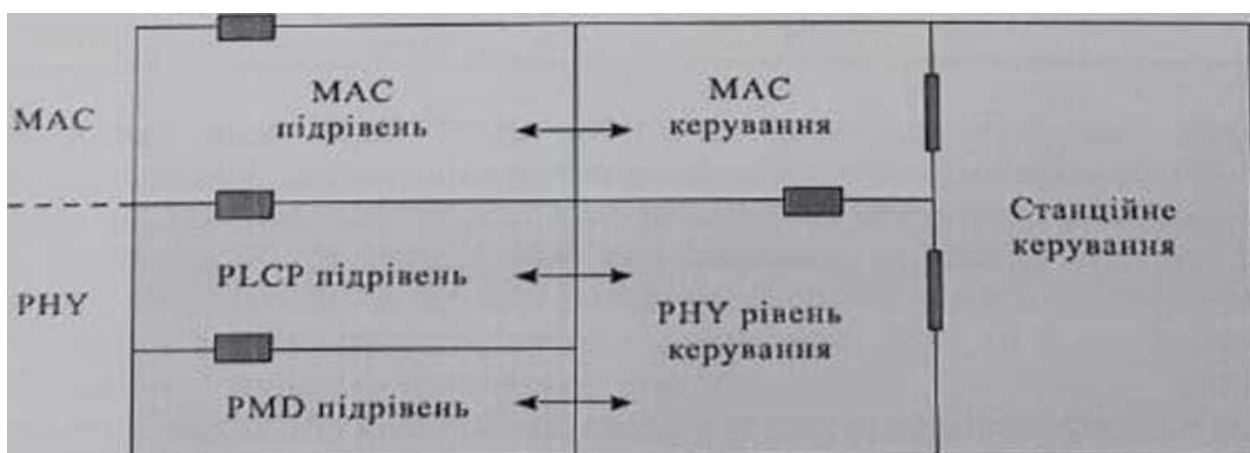 MAC
MAC
підрівень
MAC
керування
Станційне
керування
PHY
PLCP підрівень
PHY рівень
керування
PMD підрівень